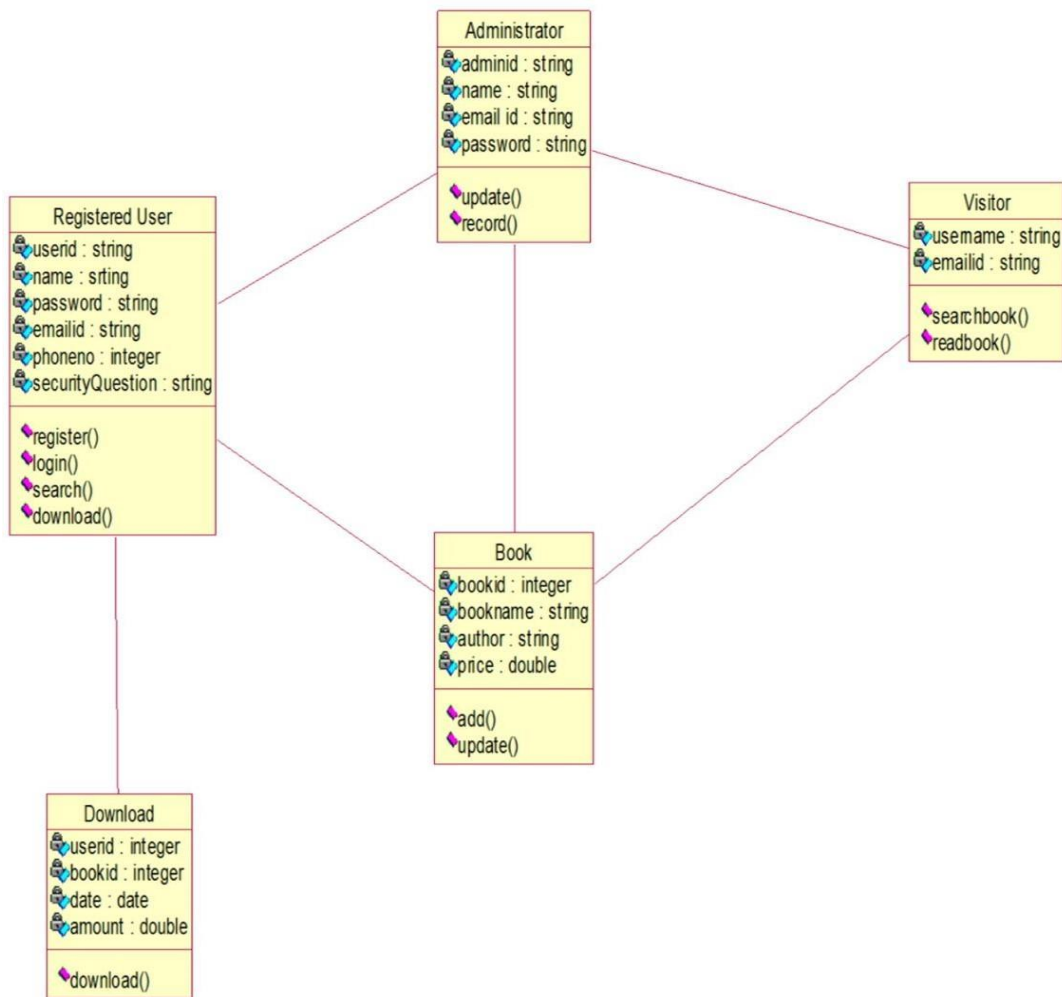 Administrator
adminid : string
name : string
email id : string
password : string
update()
record()
Registered User
userid : string
name : srting
password : string
emailid : string
phoneno : integer
securityQuestion : srting
register()
login()
search()
download()
Visitor
username : string
emailid : string
searchbook()
readbook()
Book
bookid : integer
bookname : string
author : string
price : double
add()
update()
Download
userid : integer
bookid : integer
date : date
amount : double
download()